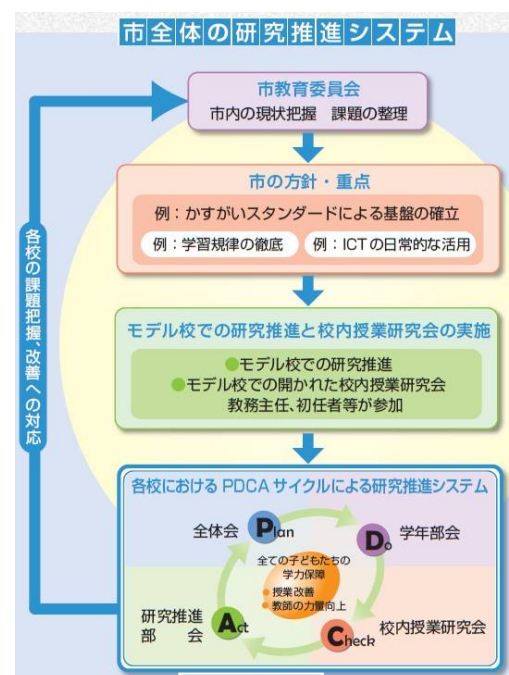 市全体の研究推進システム
市教育委員会
市内の現状把握　課題の整理
市の方針・重点
例：かすがいスタンダードによる基盤の確立
例：学習規律の徹底
例：ICTの日常的な活用
モデル校での研究推進と校内授業研究会の実施
●モデル校での研究推進
●モデル校での開かれた校内授業研究会
教務主任、初任者等が参加
各校の課題把握、改善への対応
各校におけるPDCAサイクルによる研究推進システム
全体会
Plan
Do
学年部会
全ての子どもたちの
学力保障
●授業改善
●教師の力量向上
研究推進
部　会
Act
Check
校内授業研究会